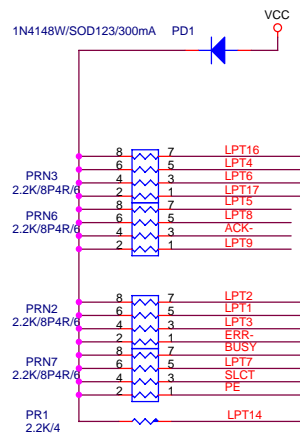 VCC
1N4148W/SOD123/300mA PD1
8 7 LPT16
6 5 LPT4
PRN3 4 3 LPT6
2.2K/8P4R/6 2 1 LPT17
8 7 LPT5
PRN6 6 5 LPT8
2.2K/8P4R/6 4 3 ACK-
2 1 LPT9
8 7 LPT2
PRN2 6 5 LPT1
2.2K/8P4R/6 4 3 LPT3
2 1 ERR-
8 7 BUSY
PRN7 6 5 LPT7
2.2K/8P4R/6 4 3 SLCT
2 1 PE
PR1 LPT14
2.2K/4